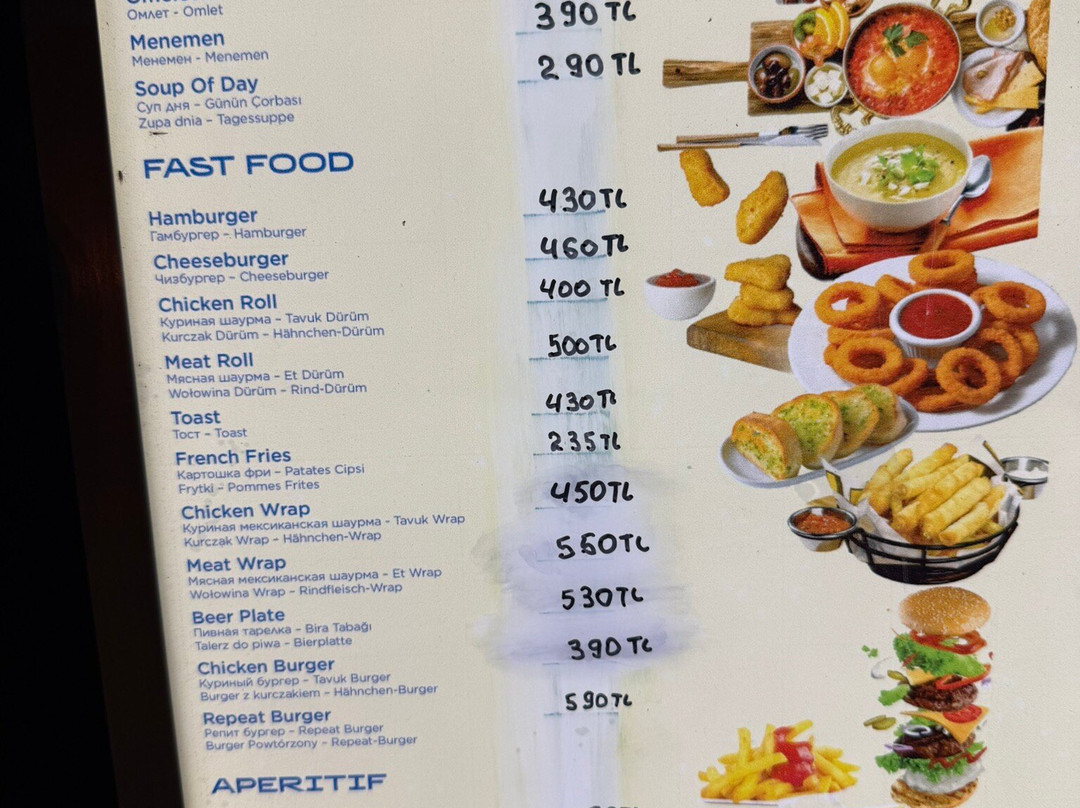 Омлет - Omlet
Menemen 390 TL
Менемен - Menemen
Soup Of Day 290 TL
Суп дня - Günün Çorbası
Zupa dnia - Tagessuppe
FAST FOOD
Hamburger 430 TL
Гамбургер - Hamburger
Cheeseburger 460 TL
Чизбургер - Cheeseburger
Chicken Roll 400 TL
Куриная шаурма - Tavuk Dürüm
Kurczak Dürüm - Hähnchen-Dürüm
Meat Roll 500 TL
Мясная шаурма - Et Dürüm
Wołowina Dürüm - Rind-Dürüm
Toast 430 TL
Тост - Toast
French Fries 235 TL
Картошка фри - Patates Cipsi
Frytki - Pommes Frites
Chicken Wrap 450 TL
Куриная мексиканская шаурма - Tavuk Wrap
Kurczak Wrap - Hähnchen-Wrap
Meat Wrap 550 TL
Мясная мексиканская шаурма - Et Wrap
Wołowina Wrap - Rindfleisch-Wrap
Beer Plate 530 TL
Пивная тарелка - Bira Tabağı
Talerz do piwa - Bierplatte
Chicken Burger 390 TL
Куриный бургер - Tavuk Burger
Burger z kurczakiem - Hähnchen-Burger
Repeat Burger 590 TL
Репит бургер - Repeat Burger
Burger Powtórzony - Repeat-Burger
APERITIF